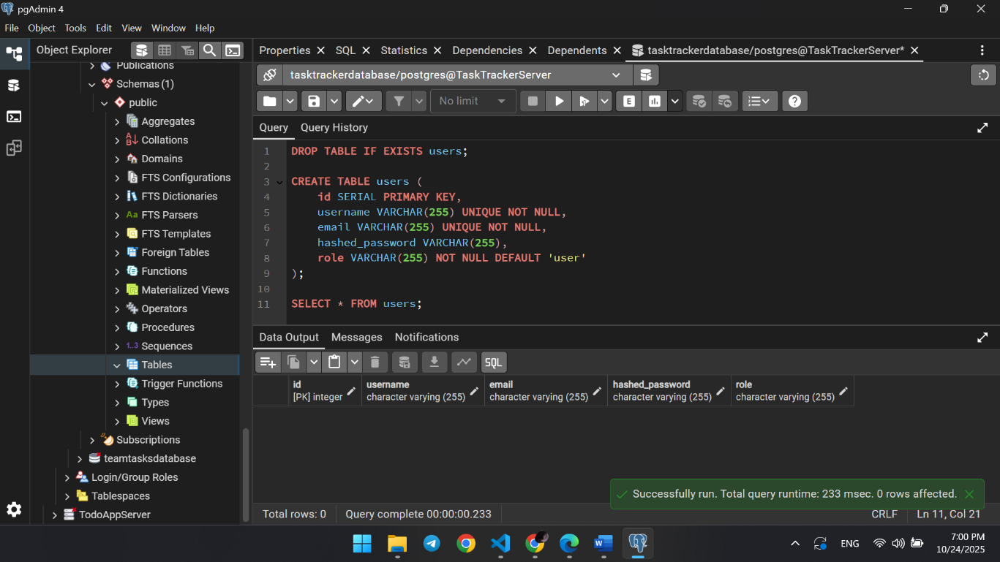 pgAdmin 4
File Object Tools Edit View Window Help
Object Explorer
Publications
Schemas (1)
public
Aggregates
Collations
Domains
FTS Configurations
FTS Dictionaries
Aa FTS Parsers
FTS Templates
Foreign Tables
Functions
Materialized Views
Operators
Procedures
1..3 Sequences
Tables
Trigger Functions
Types
Views
Subscriptions
teamtasksdatabase
Login/Group Roles
Tablespaces
TodoAppServer
Properties SQL Statistics Dependencies Dependents tasktrackerdatabase/postgres@TaskTrackerServer*
tasktrackerdatabase/postgres@TaskTrackerServer
No limit E
Query Query History
1 DROP TABLE IF EXISTS users;
2
3 CREATE TABLE users (
4 id SERIAL PRIMARY KEY,
5 username VARCHAR(255) UNIQUE NOT NULL,
6 email VARCHAR(255) UNIQUE NOT NULL,
7 hashed_password VARCHAR(255),
8 role VARCHAR(255) NOT NULL DEFAULT 'user'
9 );
10
11 SELECT * FROM users;
Data Output Messages Notifications
SQL
id username email hashed_password role
[PK] integer character varying (255) character varying (255) character varying (255) character varying (255)
Successfully run. Total query runtime: 233 msec. 0 rows affected.
Total rows: 0 Query complete 00:00:00.233 CRLF Ln 11, Col 21
ENG 7:00 PM
10/24/2025